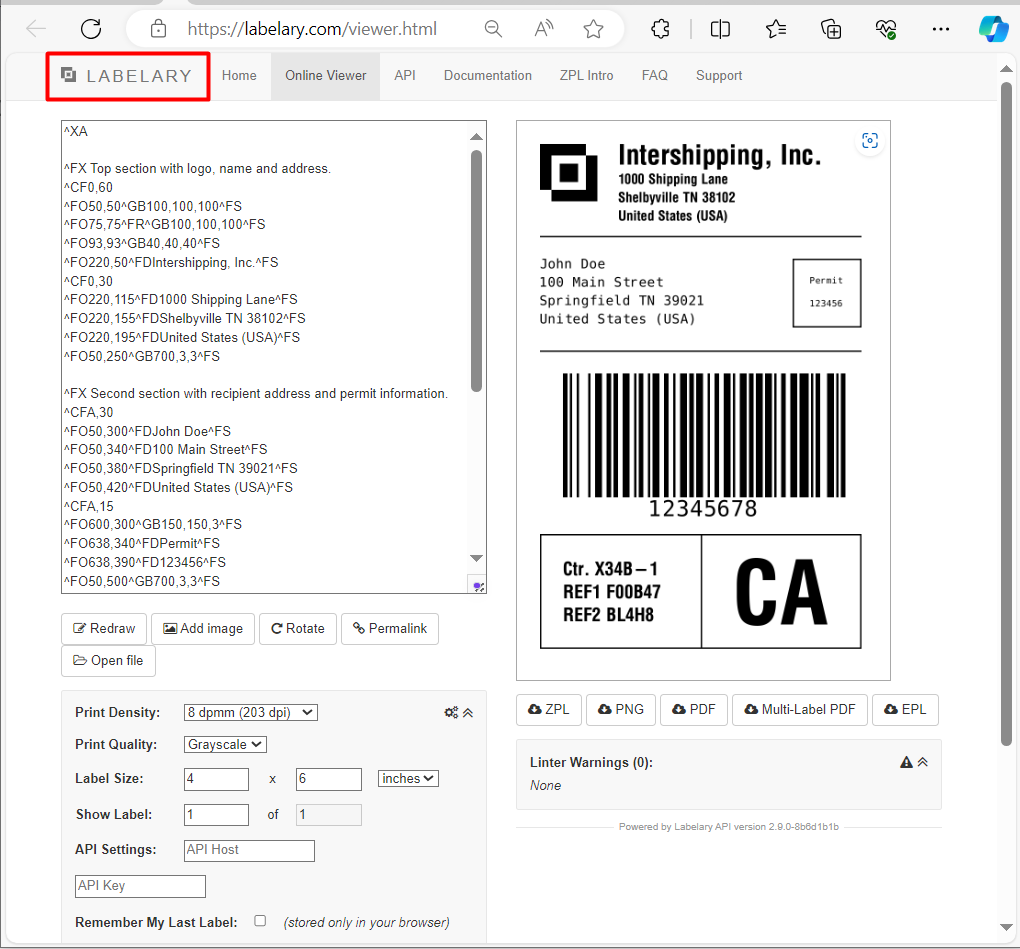 https://labelary.com/viewer.html
LABELARY
Home
Online Viewer
API
Documentation
ZPL Intro
FAQ
Support
^XA
^FX Top section with logo, name and address.
^CF0,60
^FO50,50^GB100,100,100^FS
^FO75,75^FR^GB100,100,100^FS
^FO93,93^GB40,40,40^FS
^FO220,50^FDIntershipping, Inc.^FS
^CF0,30
^FO220,115^FD1000 Shipping Lane^FS
^FO220,155^FDShelbyville TN 38102^FS
^FO220,195^FDUnited States (USA)^FS
^FO50,250^GB700,3,3^FS
^FX Second section with recipient address and permit information.
^CFA,30
^FO50,300^FDJohn Doe^FS
^FO50,340^FD100 Main Street^FS
^FO50,380^FDSpringfield TN 39021^FS
^FO50,420^FDUnited States (USA)^FS
^CFA,15
^FO600,300^GB150,150,3^FS
^FO638,340^FDPermit^FS
^FO638,390^FD123456^FS
^FO50,500^GB700,3,3^FS
Redraw
Add image
Rotate
Permalink
Open file
Print Density: 8 dpmm (203 dpi)
Print Quality: Grayscale
Label Size: 4 x 6 inches
Show Label: 1 of 1
API Settings: API Host
API Key
Remember My Last Label: (stored only in your browser)
Intershipping, Inc.
1000 Shipping Lane
Shelbyville TN 38102
United States (USA)
John Doe
100 Main Street
Springfield TN 39021
United States (USA)
Permit
123456
12345678
Ctr. X34B-1
REF1 F00B47
REF2 BL4H8
CA
ZPL
PNG
PDF
Multi-Label PDF
EPL
Linter Warnings (0):
None
Powered by Labelary API version 2.9.0-8b6d1b1b